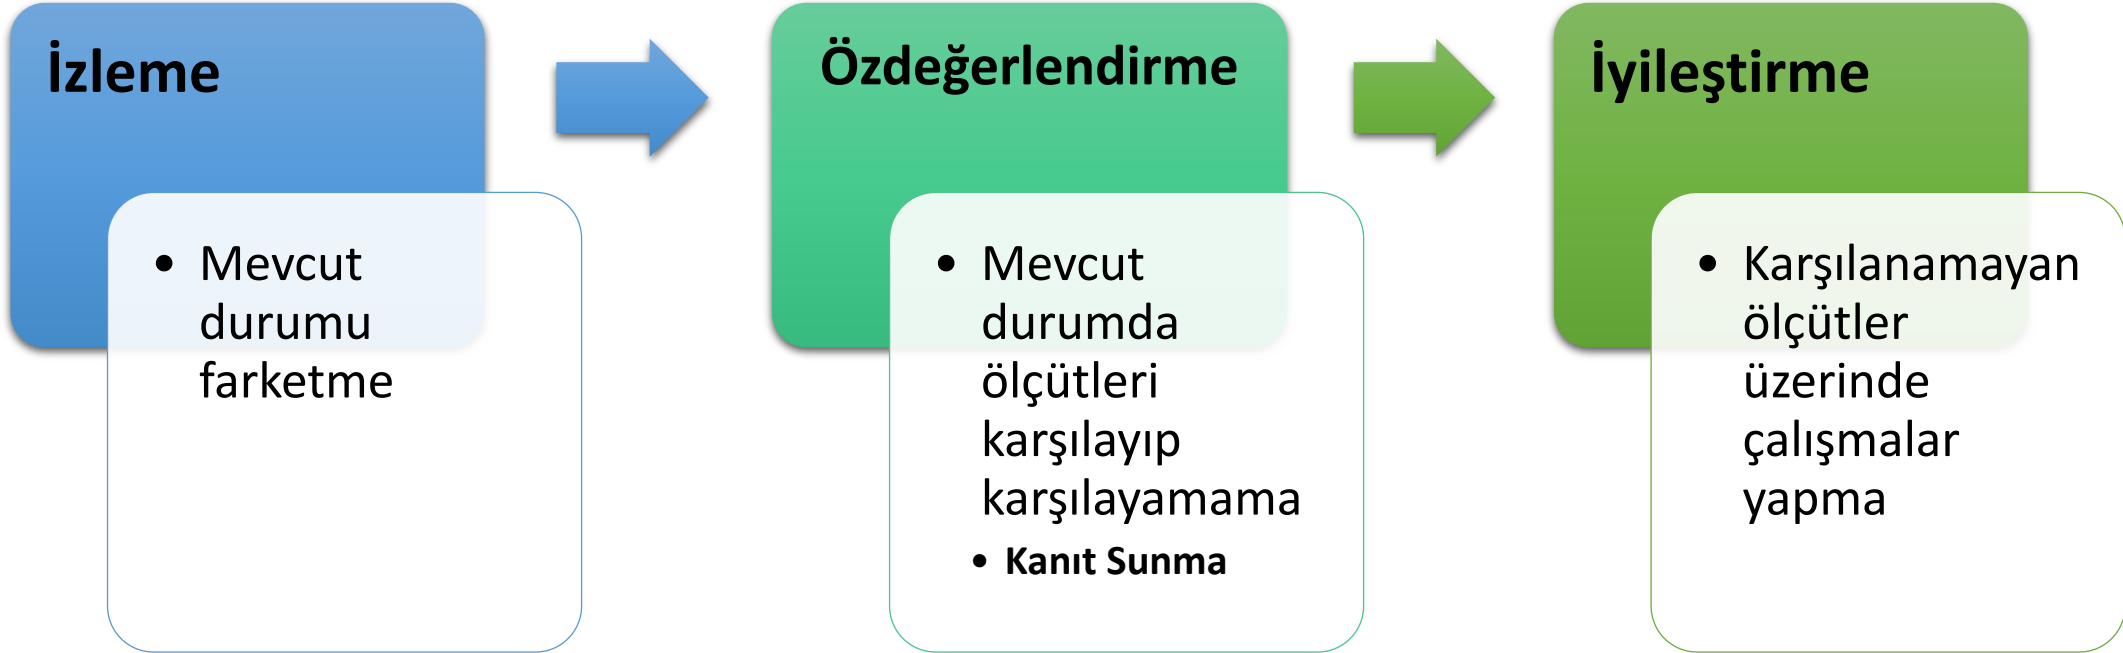 İzleme
• Mevcut
durumu
farketme
Özdeğerlendirme
• Mevcut
durumda
ölçütleri
karşılayıp
karşılayamama
• Kanıt Sunma
İyileştirme
• Karşılanamayan
ölçütler
üzerinde
çalışmalar
yapma